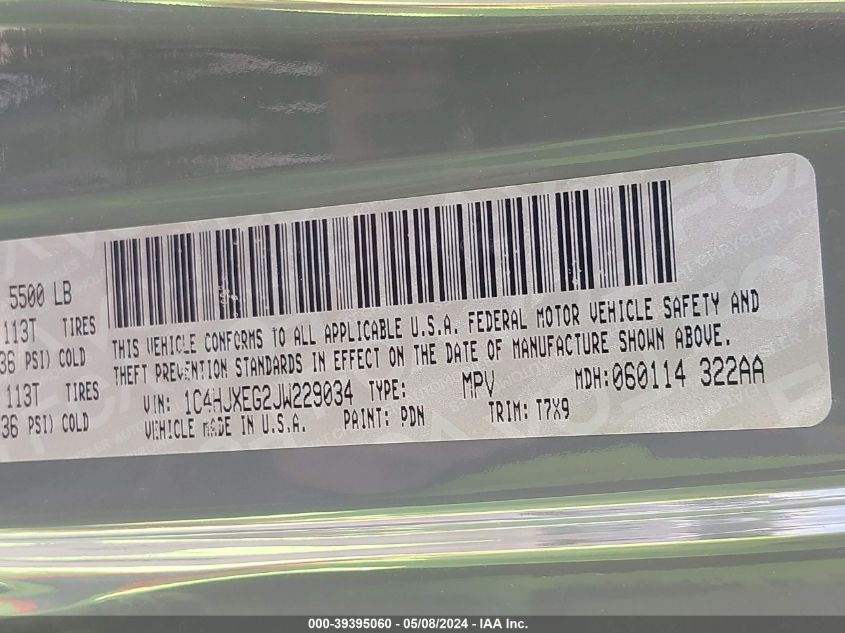 5500 LB
113T TIRES
36 PSI) COLD
113T TIRES
36 PSI) COLD
THIS VEHICLE CONFORMS TO ALL APPLICABLE U.S.A. FEDERAL MOTOR VEHICLE SAFETY AND
THEFT PREVENTION STANDARDS IN EFFECT ON THE DATE OF MANUFACTURE SHOWN ABOVE.
VIN: 1C4HJXEG2JW229034 TYPE: MPV MDH:060114 322AA
VEHICLE MADE IN U.S.A. PAINT: PDN TRIM: T7X9
000-39395060 - 05/08/2024 - IAA Inc.